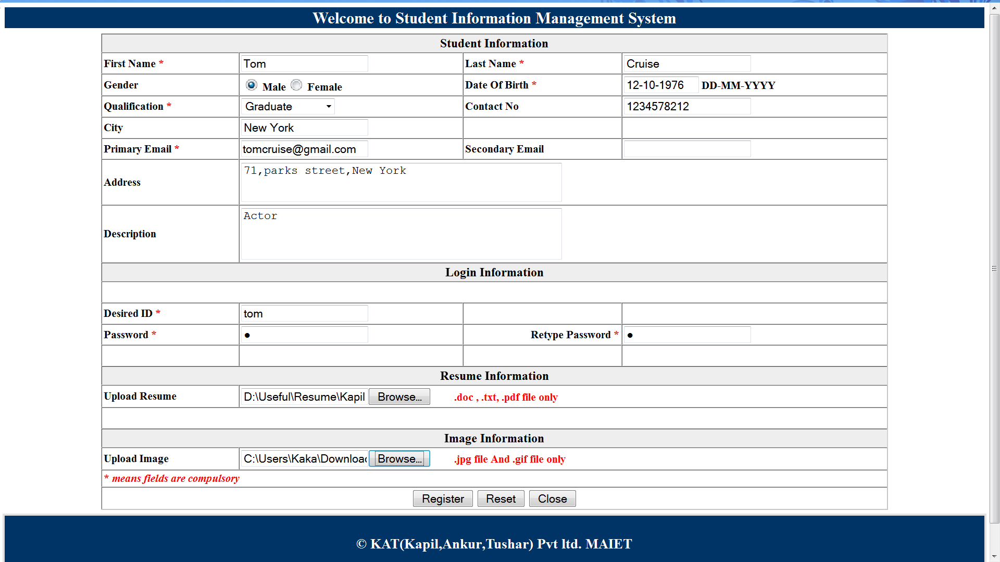 Welcome to Student Information Management System
Student Information
First Name * Tom Last Name * Cruise
Gender Male Female Date Of Birth * 12-10-1976 DD-MM-YYYY
Qualification * Graduate Contact No 1234578212
City New York
Primary Email * tomcruise@gmail.com Secondary Email
Address 71,parks street,New York
Description Actor
Login Information
Desired ID * tom
Password * ● Retype Password * ●
Resume Information
Upload Resume D:\Useful\Resume\Kapil Browse... .doc , .txt, .pdf file only
Image Information
Upload Image C:\Users\Kaka\Downloac Browse... .jpg file And .gif file only
* means fields are compulsory
Register Reset Close
© KAT(Kapil,Ankur,Tushar) Pvt ltd. MAIET